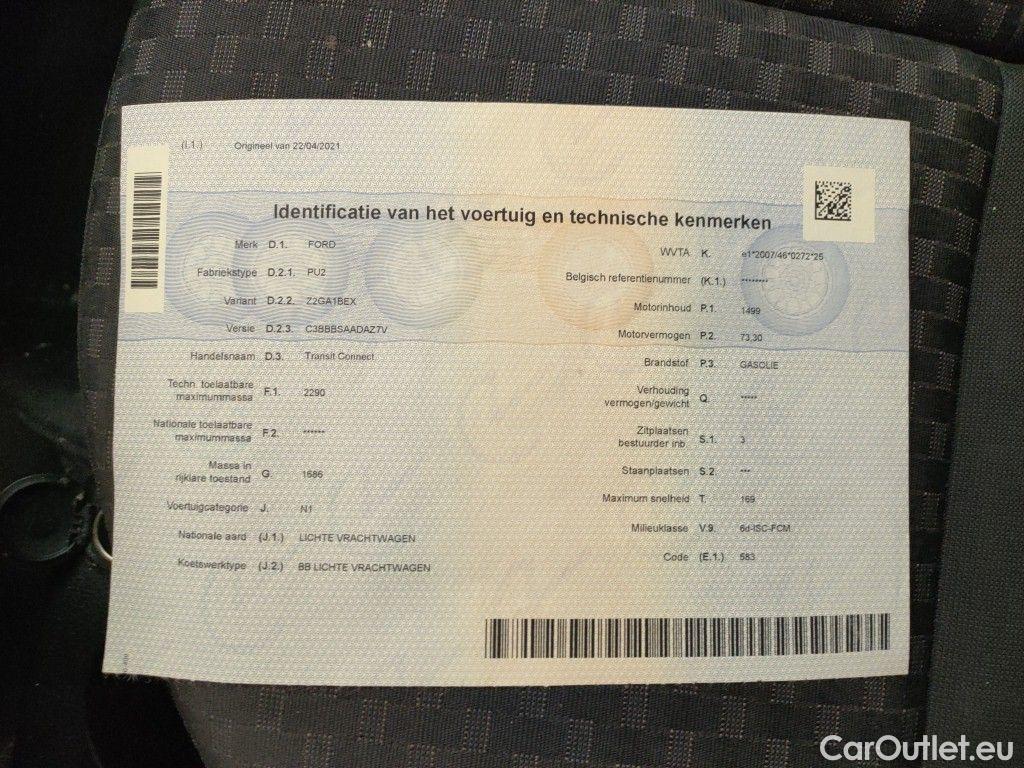 (I.1.) Origineel van 22/04/2021
Identificatie van het voertuig en technische kenmerken
Merk D.1. FORD
Fabriekstype D.2.1. PU2
Variant D.2.2. Z2GA1BEX
Versie D.2.3. C3BBBSAADAZ7V
Handelsnaam D.3. Transit Connect
Techn. toelaatbare
maximummassa F.1. 2290
Nationale toelaatbare
maximummassa F.2. ******
Massa in
rijklare toestand G. 1686
Voertuigcategorie J. N1
Nationale aard (J.1.) LICHTE VRACHTWAGEN
Koetswerktype (J.2.) BB LICHTE VRACHTWAGEN
WVTA K. e1*2007/46*0272*25
Belgisch referentienummer (K.1.) ********
Motorinhoud P.1. 1499
Motorvermogen P.2. 73,30
Brandstof P.3. GASOLIE
Verhouding
vermogen/gewicht Q. *****
Zitplaatsen
bestuurder inb. S.1. 3
Staanplaatsen S.2. ***
Maximum snelheid T. 169
Milieuklasse V.9. 6d-ISC-FCM
Code (E.1.) 583
CarOutlet.eu